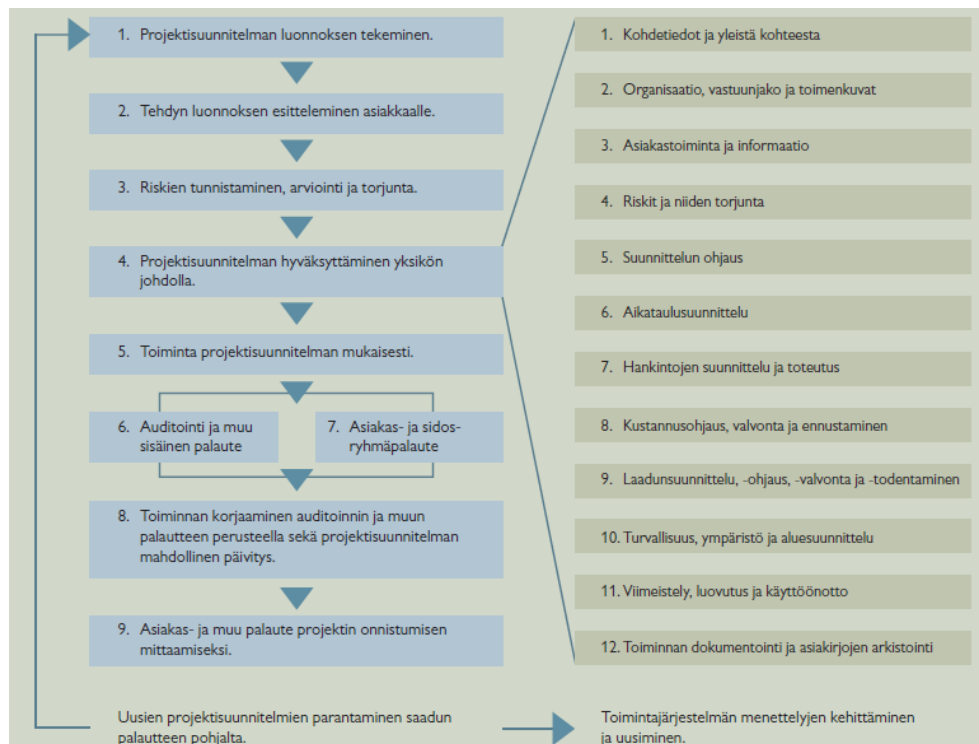 1. Projektisuunnitelman luonnoksen tekeminen.
2. Tehdyn luonnoksen esitteleminen asiakkaalle.
3. Riskien tunnistaminen, arviointi ja torjunta.
4. Projektisuunnitelman hyväksyttäminen yksikön
johdolla.
5. Toiminta projektisuunnitelman mukaisesti.
6. Auditointi ja muu
sisäinen palaute
7. Asiakas- ja sidos-
ryhmäpalaute
8. Toiminnan korjaaminen auditoinnin ja muun
palautteen perusteella sekä projektisuunnitelman
mahdollinen päivitys.
9. Asiakas- ja muu palaute projektin onnistumisen
mittaamiseksi.
Uusien projektisuunnitelmien parantaminen saadun
palautteen pohjalta.
1. Kohdetiedot ja yleistä kohteesta
2. Organisaatio, vastuunjako ja toimenkuvat
3. Asiakastoiminta ja informaatio
4. Riskit ja niiden torjunta
5. Suunnittelun ohjaus
6. Aikataulusuunnittelu
7. Hankintojen suunnittelu ja toteutus
8. Kustannusohjaus, valvonta ja ennustaminen
9. Laadunsuunnittelu, -ohjaus, -valvonta ja -todentaminen
10. Turvallisuus, ympäristö ja aluesuunnittelu
11. Viimeistely, luovutus ja käyttöönotto
12. Toiminnan dokumentointi ja asiakirjojen arkistointi
Toimintajärjestelmän menettelyjen kehittäminen
ja uusiminen.